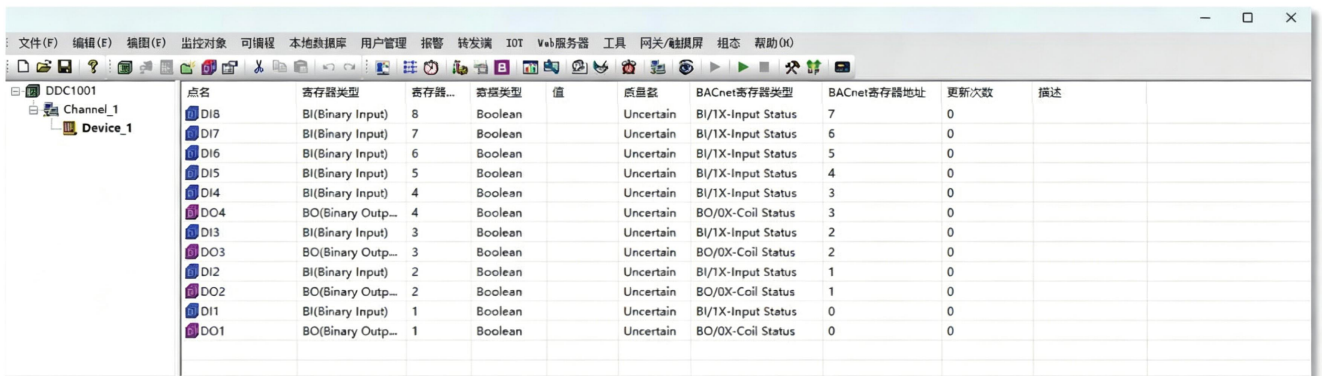 文件(F) 编辑(E) 视图(E) 监控对象 可编程 本地数据库 用户管理 报警 转发端 IOT Web服务器 工具 网关/触摸屏 组态 帮助(H)
DDC1001
Channel_1
Device_1
点名 寄存器类型 寄存器... 数据类型 值 质量戳 BACnet寄存器类型 BACnet寄存器地址 更新次数 描述
DI8 BI(Binary Input) 8 Boolean Uncertain BI/1X-Input Status 7 0
DI7 BI(Binary Input) 7 Boolean Uncertain BI/1X-Input Status 6 0
DI6 BI(Binary Input) 6 Boolean Uncertain BI/1X-Input Status 5 0
DI5 BI(Binary Input) 5 Boolean Uncertain BI/1X-Input Status 4 0
DI4 BI(Binary Input) 4 Boolean Uncertain BI/1X-Input Status 3 0
DO4 BO(Binary Outp... 4 Boolean Uncertain BO/0X-Coil Status 3 0
DI3 BI(Binary Input) 3 Boolean Uncertain BI/1X-Input Status 2 0
DO3 BO(Binary Outp... 3 Boolean Uncertain BO/0X-Coil Status 2 0
DI2 BI(Binary Input) 2 Boolean Uncertain BI/1X-Input Status 1 0
DO2 BO(Binary Outp... 2 Boolean Uncertain BO/0X-Coil Status 1 0
DI1 BI(Binary Input) 1 Boolean Uncertain BI/1X-Input Status 0 0
DO1 BO(Binary Outp... 1 Boolean Uncertain BO/0X-Coil Status 0 0